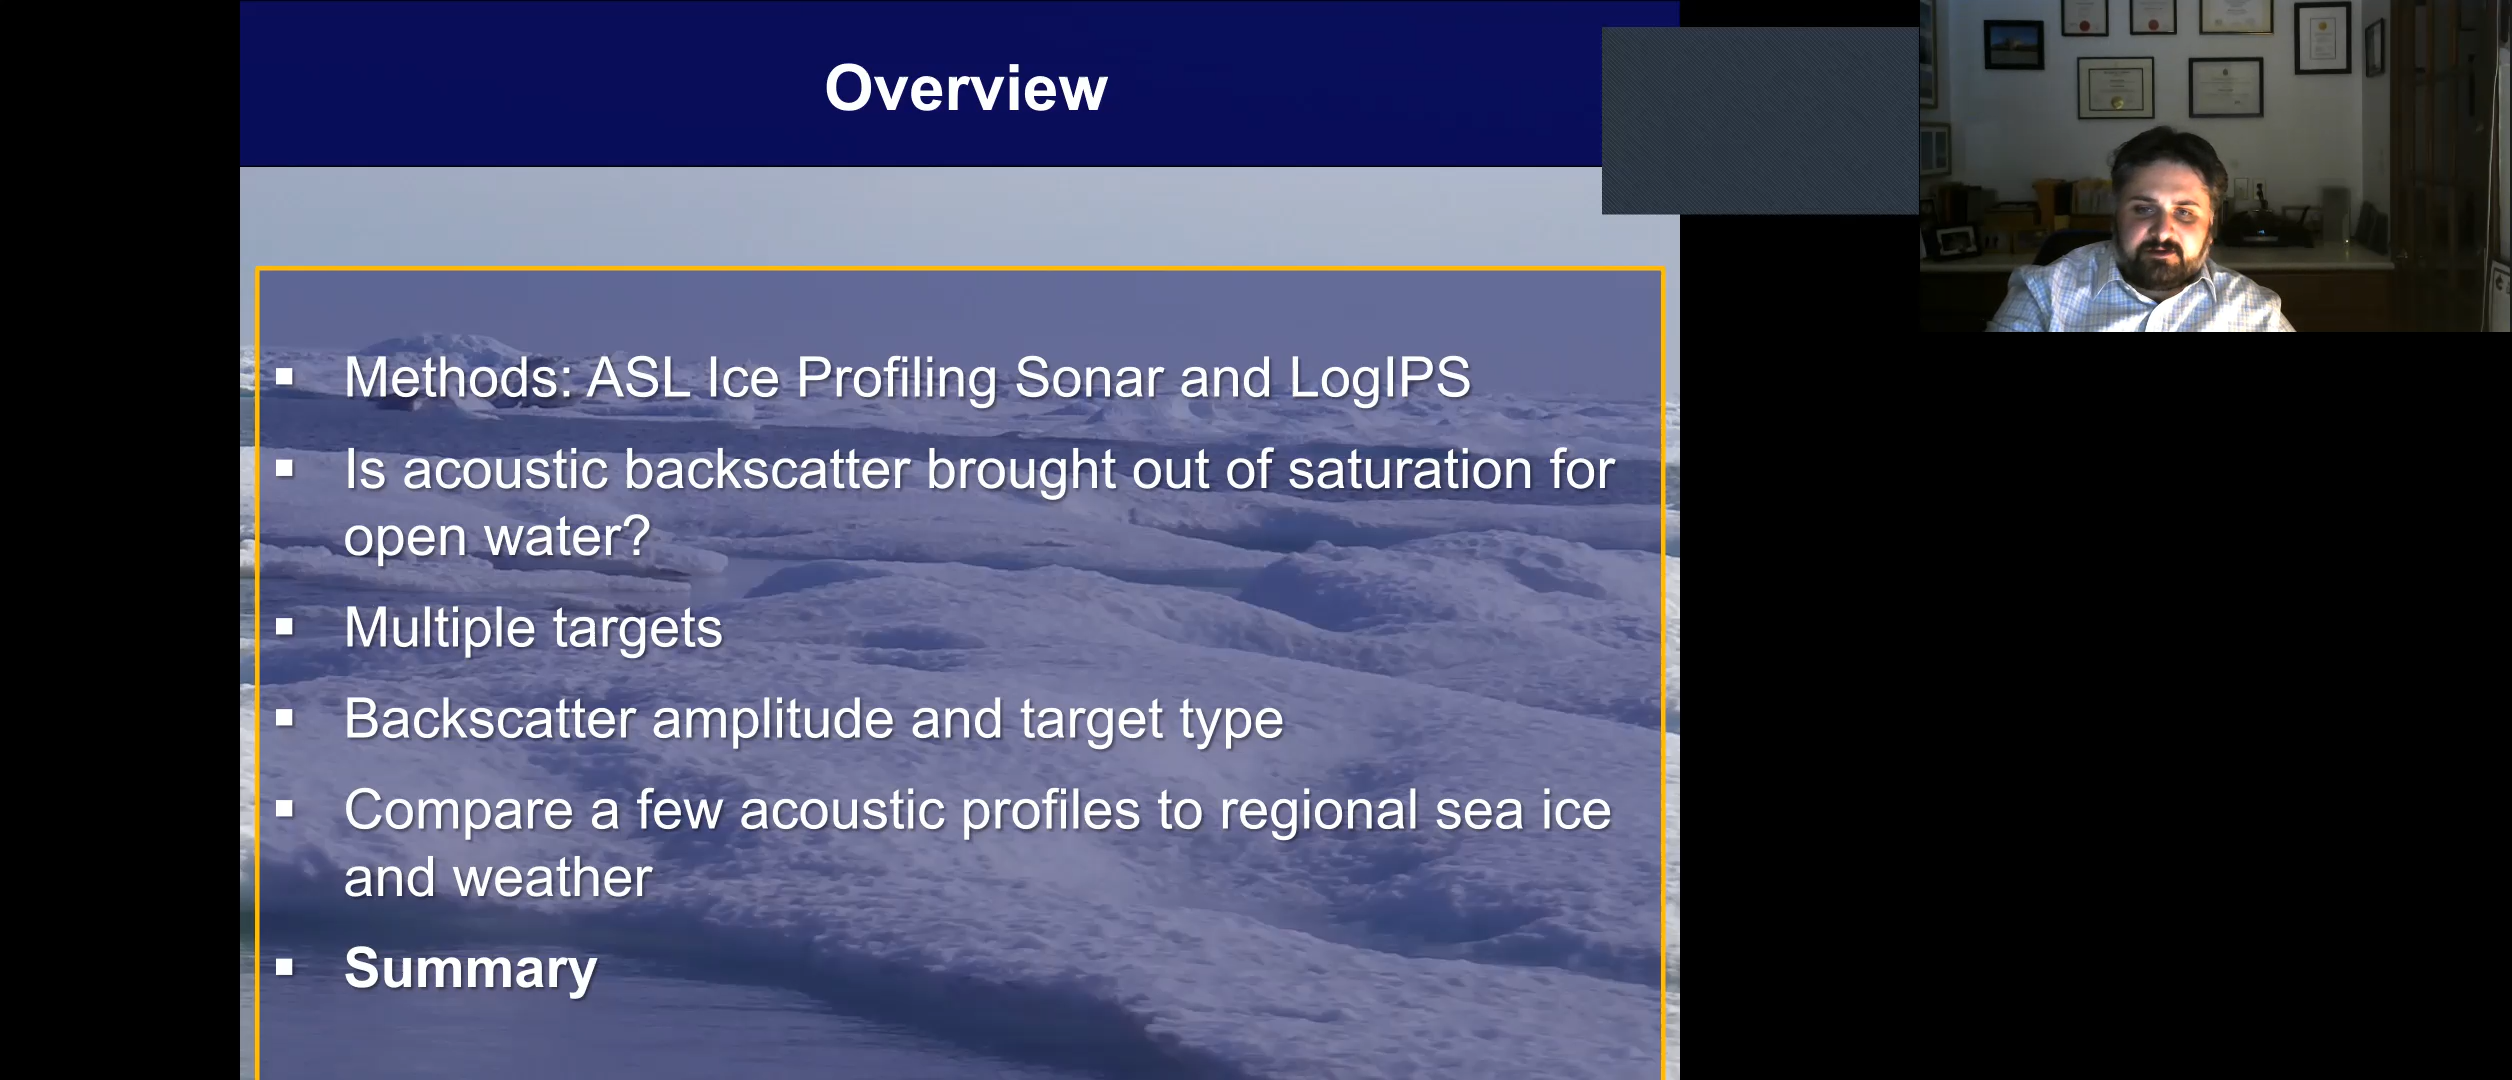 Overview
▪ Methods: ASL Ice Profiling Sonar and LogIPS
▪ Is acoustic backscatter brought out of saturation for
open water?
▪ Multiple targets
▪ Backscatter amplitude and target type
▪ Compare a few acoustic profiles to regional sea ice
and weather
▪ Summary